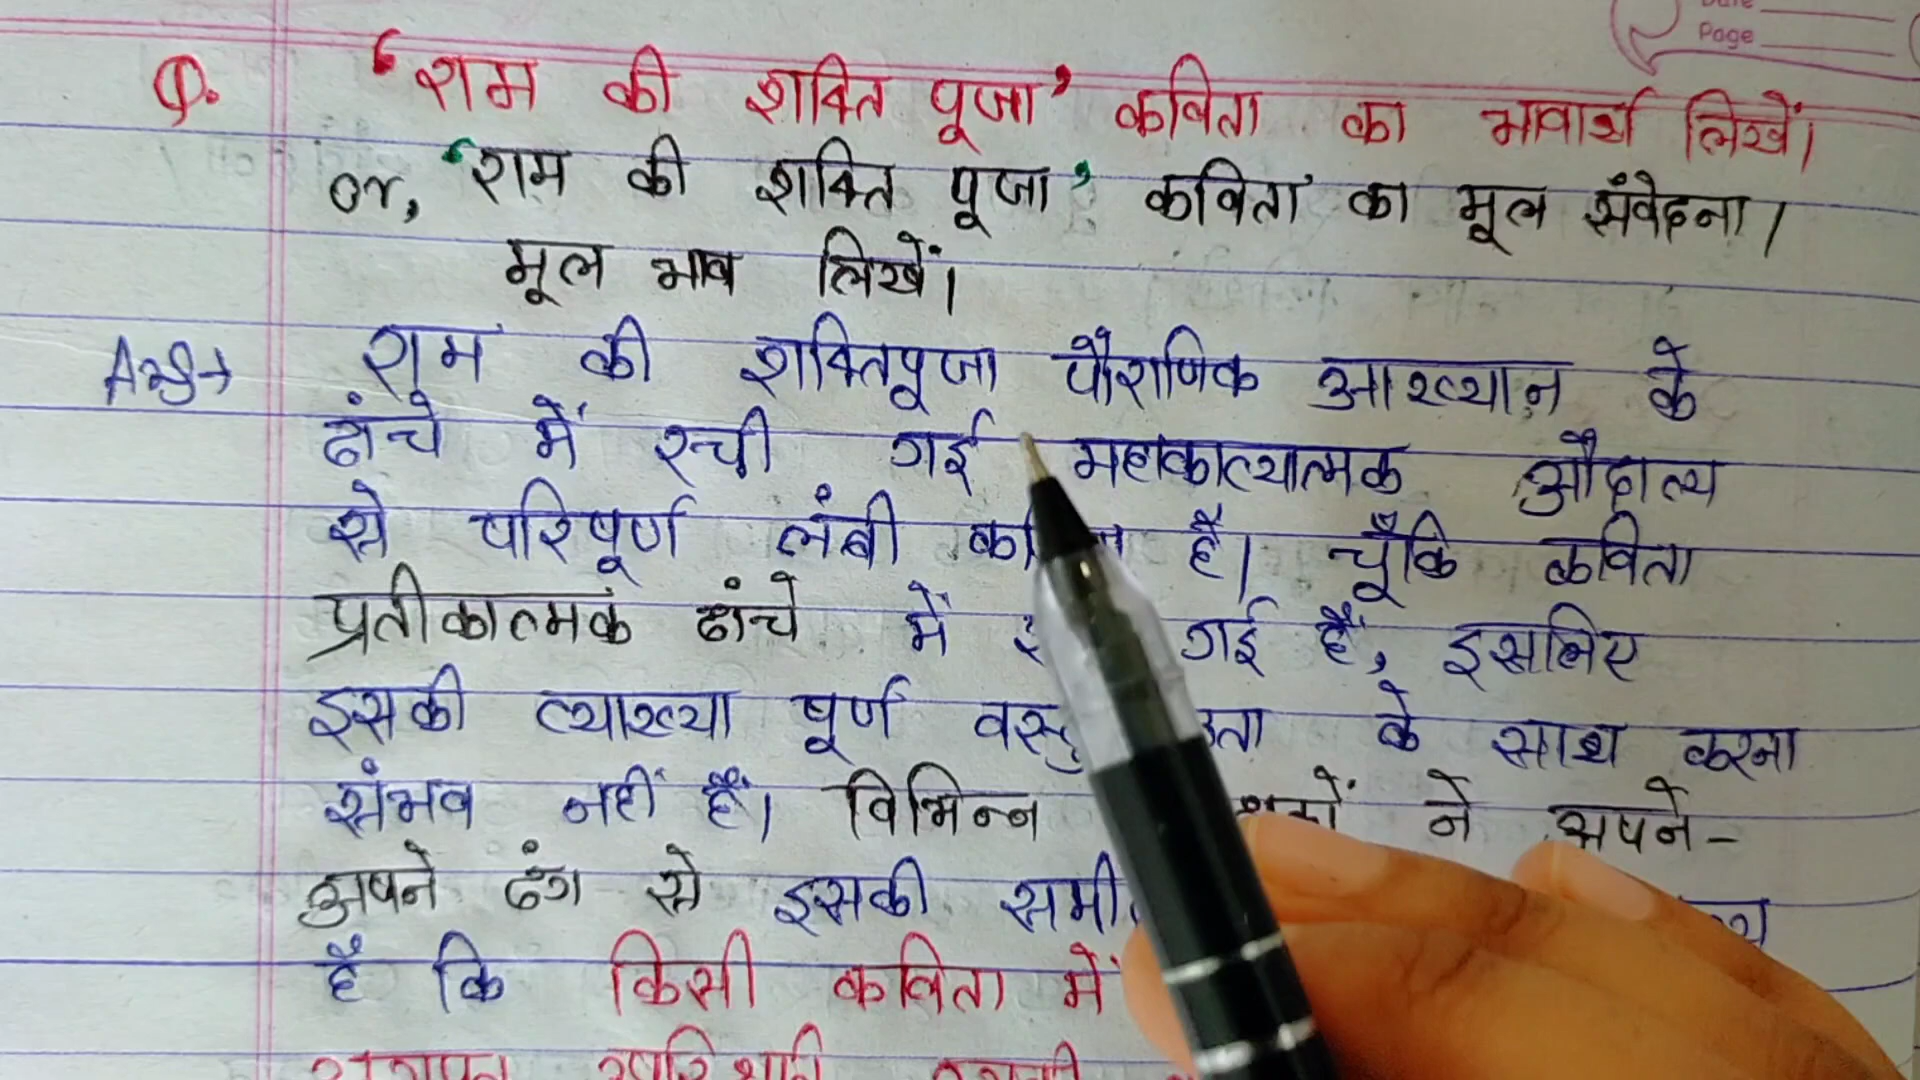 Date
Page
Q. 'राम की शक्ति पूजा' कविता का भावार्थ लिखें।
or, 'राम की शक्ति पूजा' कविता का मूल संवेदना।
मूल भाव लिखें।
Ans→ राम की शक्तिपूजा पौराणिक आख्यान के
ढांचे में रची गई महाकाव्यात्मक औदात्य
से परिपूर्ण लंबी है। चूँकि कविता
प्रतीकात्मक ढांचे में गई है, इसलिए
इसकी व्याख्या पूर्ण के साथ करना
संभव नहीं है। विभिन्न ने अपने-
अपने ढंग से इसकी
है कि किसी कविता में